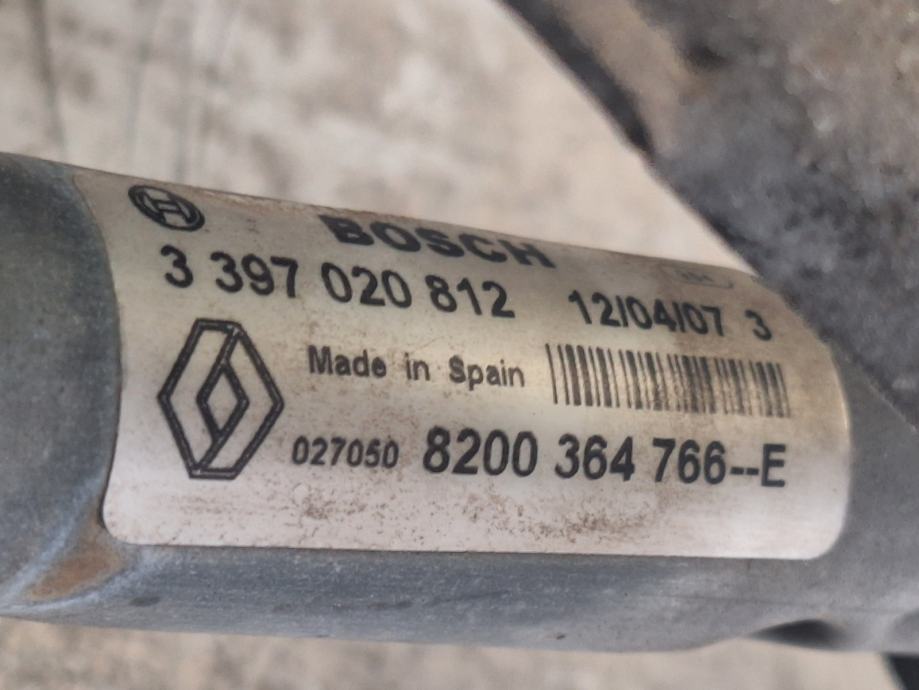 BOSCH
3 397 020 812 12/04/07 3
Made in Spain
027050 8200 364 766--E